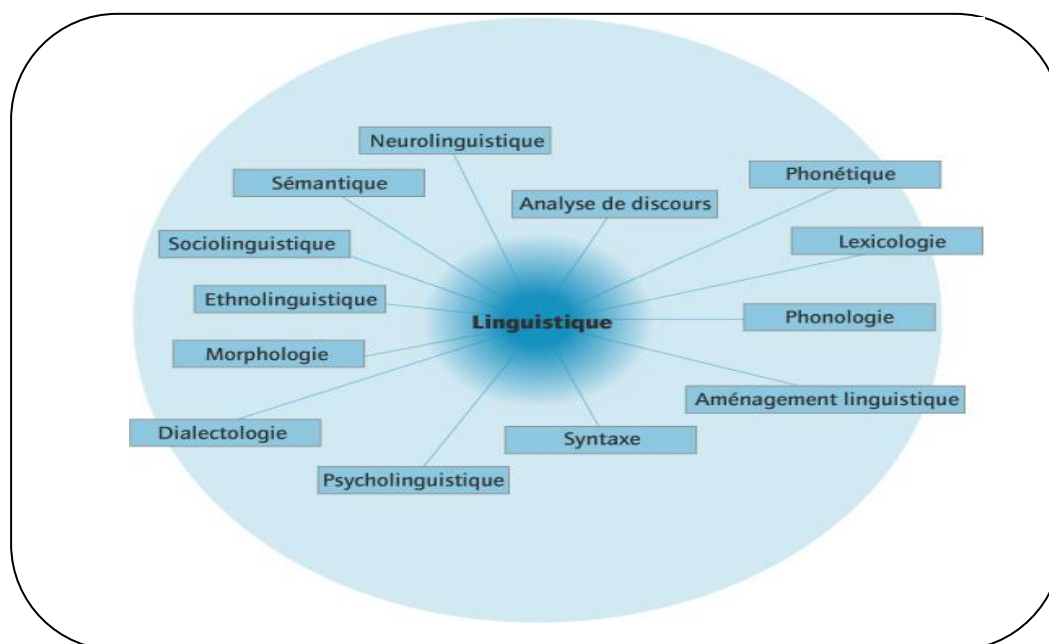 Neurolinguistique
Phonétique
Sémantique
Analyse de discours
Sociolinguistique
Lexicologie
Ethnolinguistique
Linguistique
Phonologie
Morphologie
Aménagement linguistique
Dialectologie
Syntaxe
Psycholinguistique